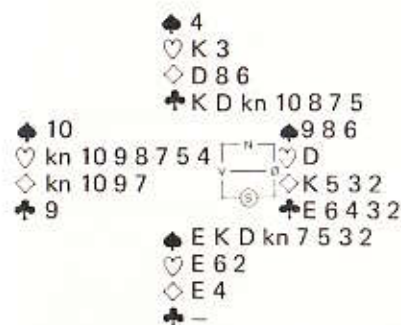 ♠ 4
♡ K 3
◇ D 8 6
♣ K D kn 10 8 7 5
♠ 10
♡ kn 10 9 8 7 5 4
◇ kn 10 9 7
♣ 9
N
V Ø
S
♠ 9 8 6
♡ D
◇ K 5 3 2
♣ E 6 4 3 2
♠ E K D kn 7 5 3 2
♡ E 6 2
◇ E 4
♣ –